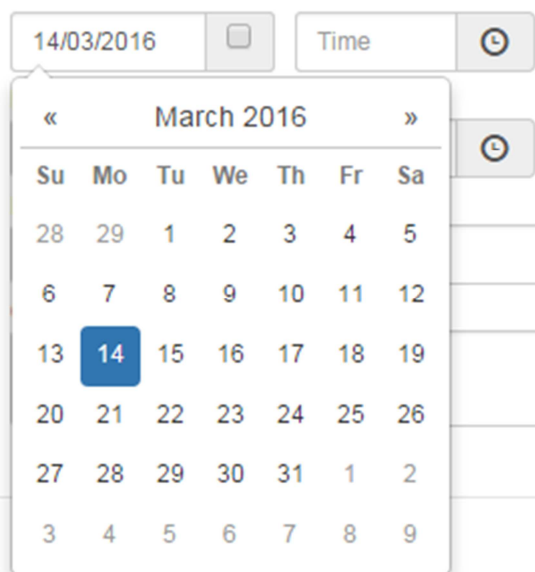 14/03/2016 Time
« March 2016 »
Su Mo Tu We Th Fr Sa
28 29 1 2 3 4 5
6 7 8 9 10 11 12
13 14 15 16 17 18 19
20 21 22 23 24 25 26
27 28 29 30 31 1 2
3 4 5 6 7 8 9